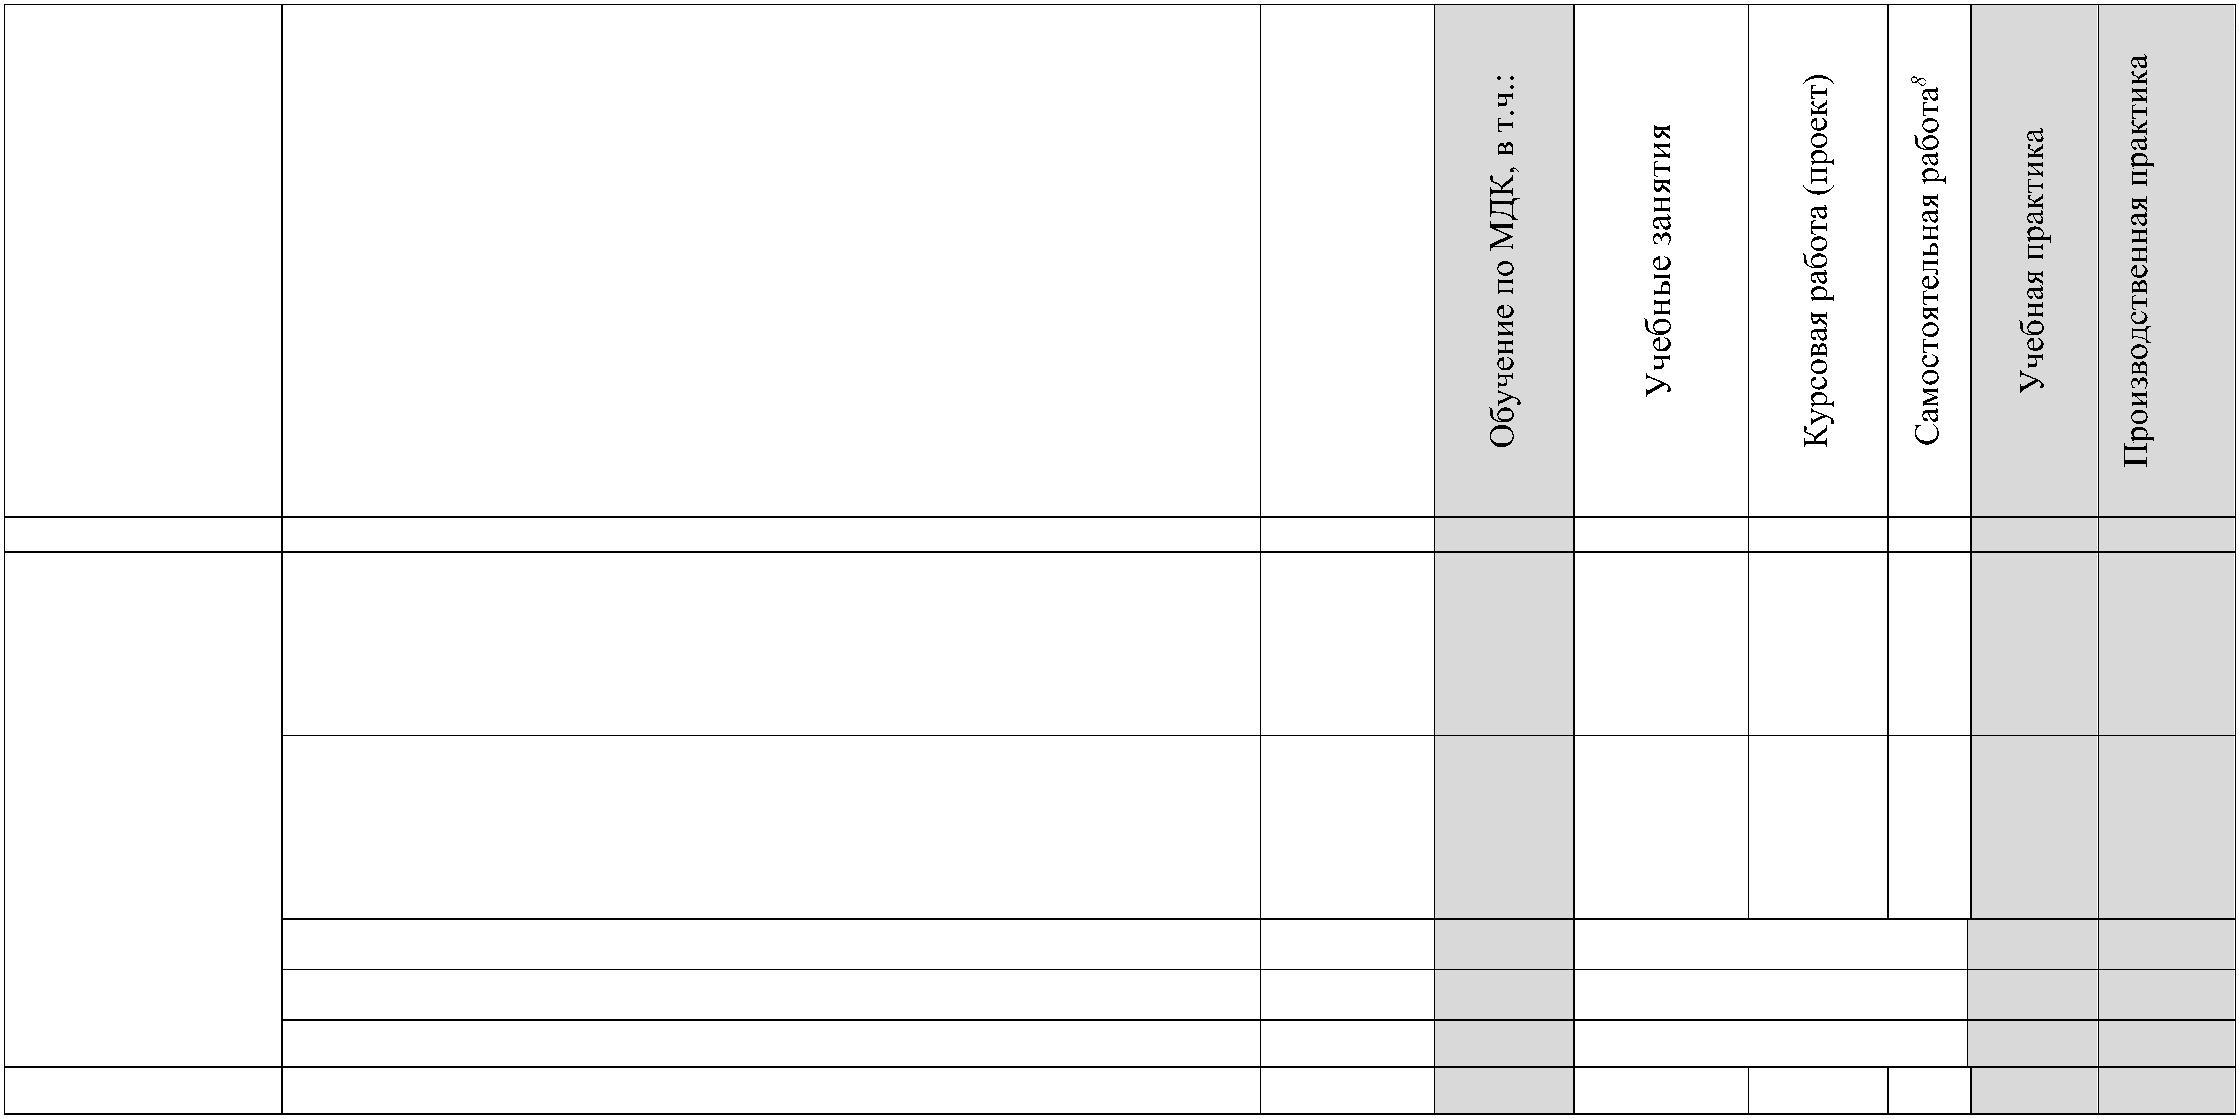 Обучение по МДК, в т.ч.:
Учебные занятия
Курсовая работа (проект)
Самостоятельная работа⁸
Учебная практика
Производственная практика